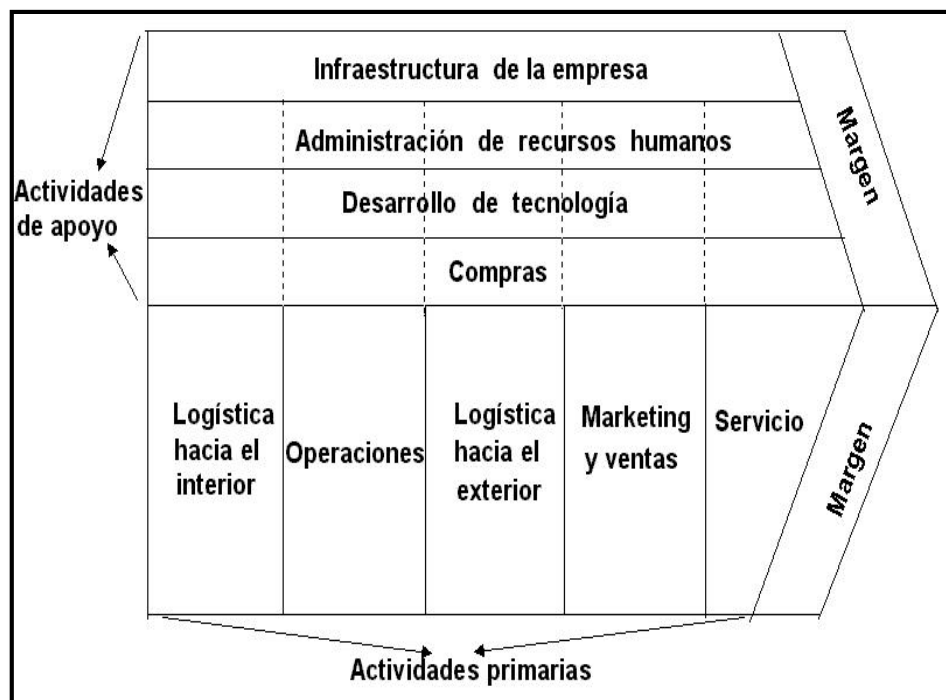 Infraestructura de la empresa
Administración de recursos humanos
Desarrollo de tecnología
Compras
Margen
Actividades
de apoyo
Logística
hacia el
interior
Operaciones
Logística
hacia el
exterior
Marketing
y ventas
Servicio
Margen
Actividades primarias